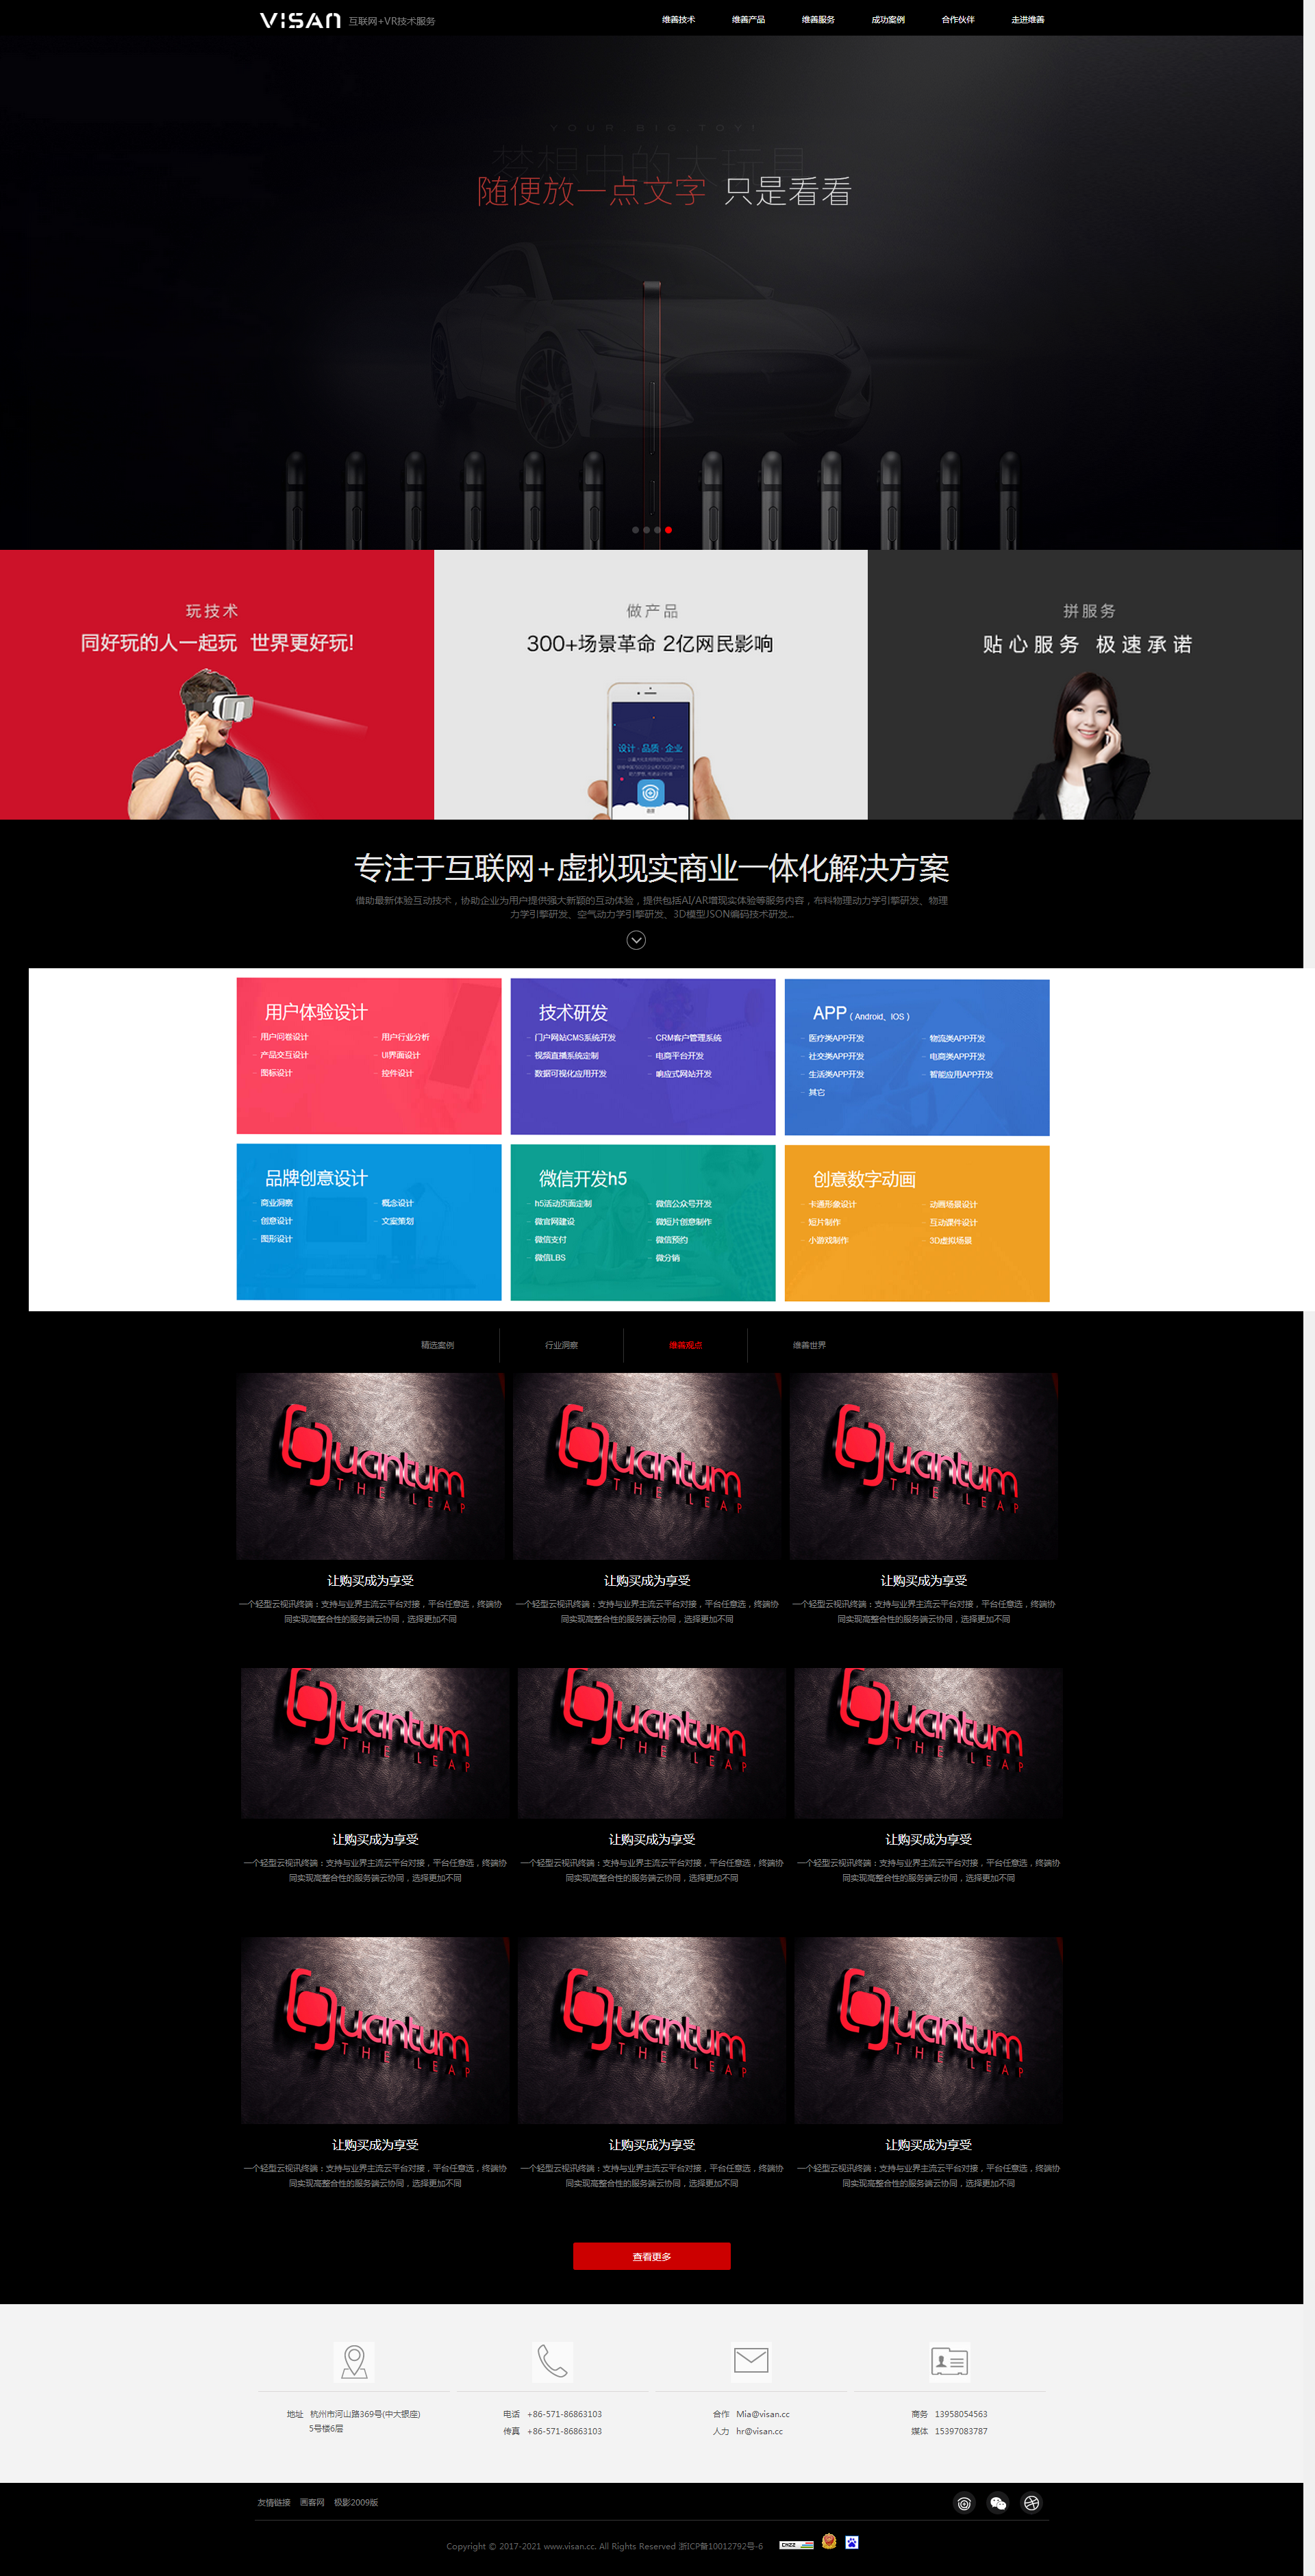 VISAN 互联网+VR技术服务
维善技术 维善产品 维善服务 成功案例 合作伙伴 走进维善
YOUR BIG TOY!
梦想中的大玩具
随便放一点文字 只是看看
玩技术
同好玩的人一起玩 世界更好玩!
做产品
300+场景革命 2亿网民影响
设计·品质·企业
拼服务
贴心服务 极速承诺
专注于互联网+虚拟现实商业一体化解决方案
借助最新体验互动技术，协助企业为用户提供强大新颖的互动体验，提供包括AI/AR增现实体验等服务内容，布料物理动力学引擎研发、物理
力学引擎研发、空气动力学引擎研发、3D模型JSON编码技术研发...
用户体验设计
用户问卷设计 用户行业分析
产品交互设计 UI界面设计
图标设计 控件设计
技术研发
门户网站CMS系统开发 CRM客户管理系统
视频直播系统定制 电商平台开发
数据可视化应用开发 响应式网站开发
APP（Android、IOS）
医疗类APP开发 物流类APP开发
社交类APP开发 电商类APP开发
生活类APP开发 智能应用APP开发
其它
品牌创意设计
商业洞察 概念设计
创意设计 文案策划
图形设计
微信开发h5
h5活动页面定制 微信公众号开发
微官网建设 微短片创意制作
微信支付 微信预约
微信LBS 微分销
创意数字动画
卡通形象设计 动画场景设计
短片制作 互动课件设计
小游戏制作 3D虚拟场景
精选案例 行业洞察 维善观点 维善世界
Quantum
THE LEAP
Quantum
THE LEAP
Quantum
THE LEAP
让购买成为享受
一个轻型云视讯终端：支持与业界主流云平台对接，平台任意选，终端协
同实现高整合性的服务端云协同，选择更加不同
让购买成为享受
一个轻型云视讯终端：支持与业界主流云平台对接，平台任意选，终端协
同实现高整合性的服务端云协同，选择更加不同
让购买成为享受
一个轻型云视讯终端：支持与业界主流云平台对接，平台任意选，终端协
同实现高整合性的服务端云协同，选择更加不同
Quantum
THE LEAP
Quantum
THE LEAP
Quantum
THE LEAP
让购买成为享受
一个轻型云视讯终端：支持与业界主流云平台对接，平台任意选，终端协
同实现高整合性的服务端云协同，选择更加不同
让购买成为享受
一个轻型云视讯终端：支持与业界主流云平台对接，平台任意选，终端协
同实现高整合性的服务端云协同，选择更加不同
让购买成为享受
一个轻型云视讯终端：支持与业界主流云平台对接，平台任意选，终端协
同实现高整合性的服务端云协同，选择更加不同
Quantum
THE LEAP
Quantum
THE LEAP
Quantum
THE LEAP
让购买成为享受
一个轻型云视讯终端：支持与业界主流云平台对接，平台任意选，终端协
同实现高整合性的服务端云协同，选择更加不同
让购买成为享受
一个轻型云视讯终端：支持与业界主流云平台对接，平台任意选，终端协
同实现高整合性的服务端云协同，选择更加不同
让购买成为享受
一个轻型云视讯终端：支持与业界主流云平台对接，平台任意选，终端协
同实现高整合性的服务端云协同，选择更加不同
查看更多
地址 杭州市河山路369号(中大银座)
5号楼6层
电话 +86-571-86863103
传真 +86-571-86863103
合作 Mia@visan.cc
人力 hr@visan.cc
商务 13958054563
媒体 15397083787
友情链接 画客网 极影2009版
Copyright © 2017-2021 www.visan.cc. All Rights Reserved 浙ICP备10012792号-6
CNZZ